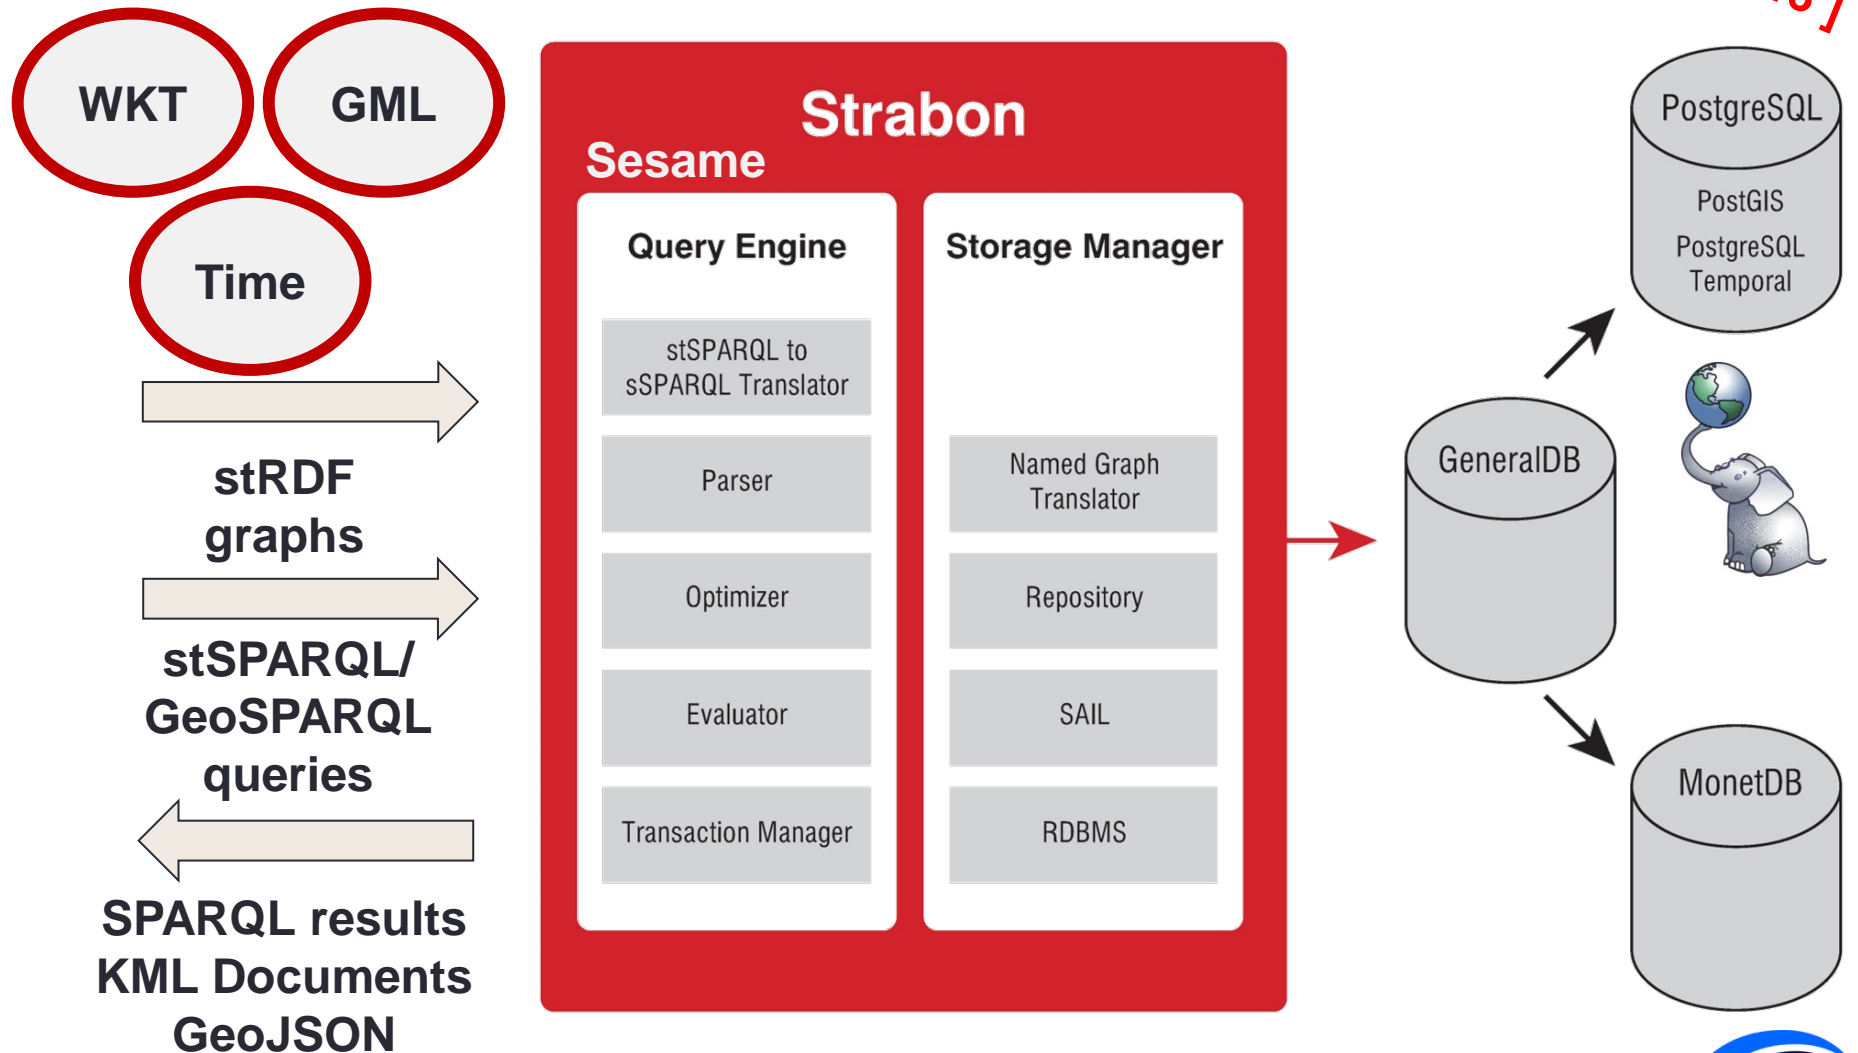 WKT
GML
Time
stRDF
graphs
stSPARQL/
GeoSPARQL
queries
SPARQL results
KML Documents
GeoJSON
Strabon
Sesame
Query Engine
stSPARQL to
sSPARQL Translator
Parser
Optimizer
Evaluator
Transaction Manager
Storage Manager
Named Graph
Translator
Repository
SAIL
RDBMS
GeneralDB
PostgreSQL
PostGIS
PostgreSQL
Temporal
MonetDB